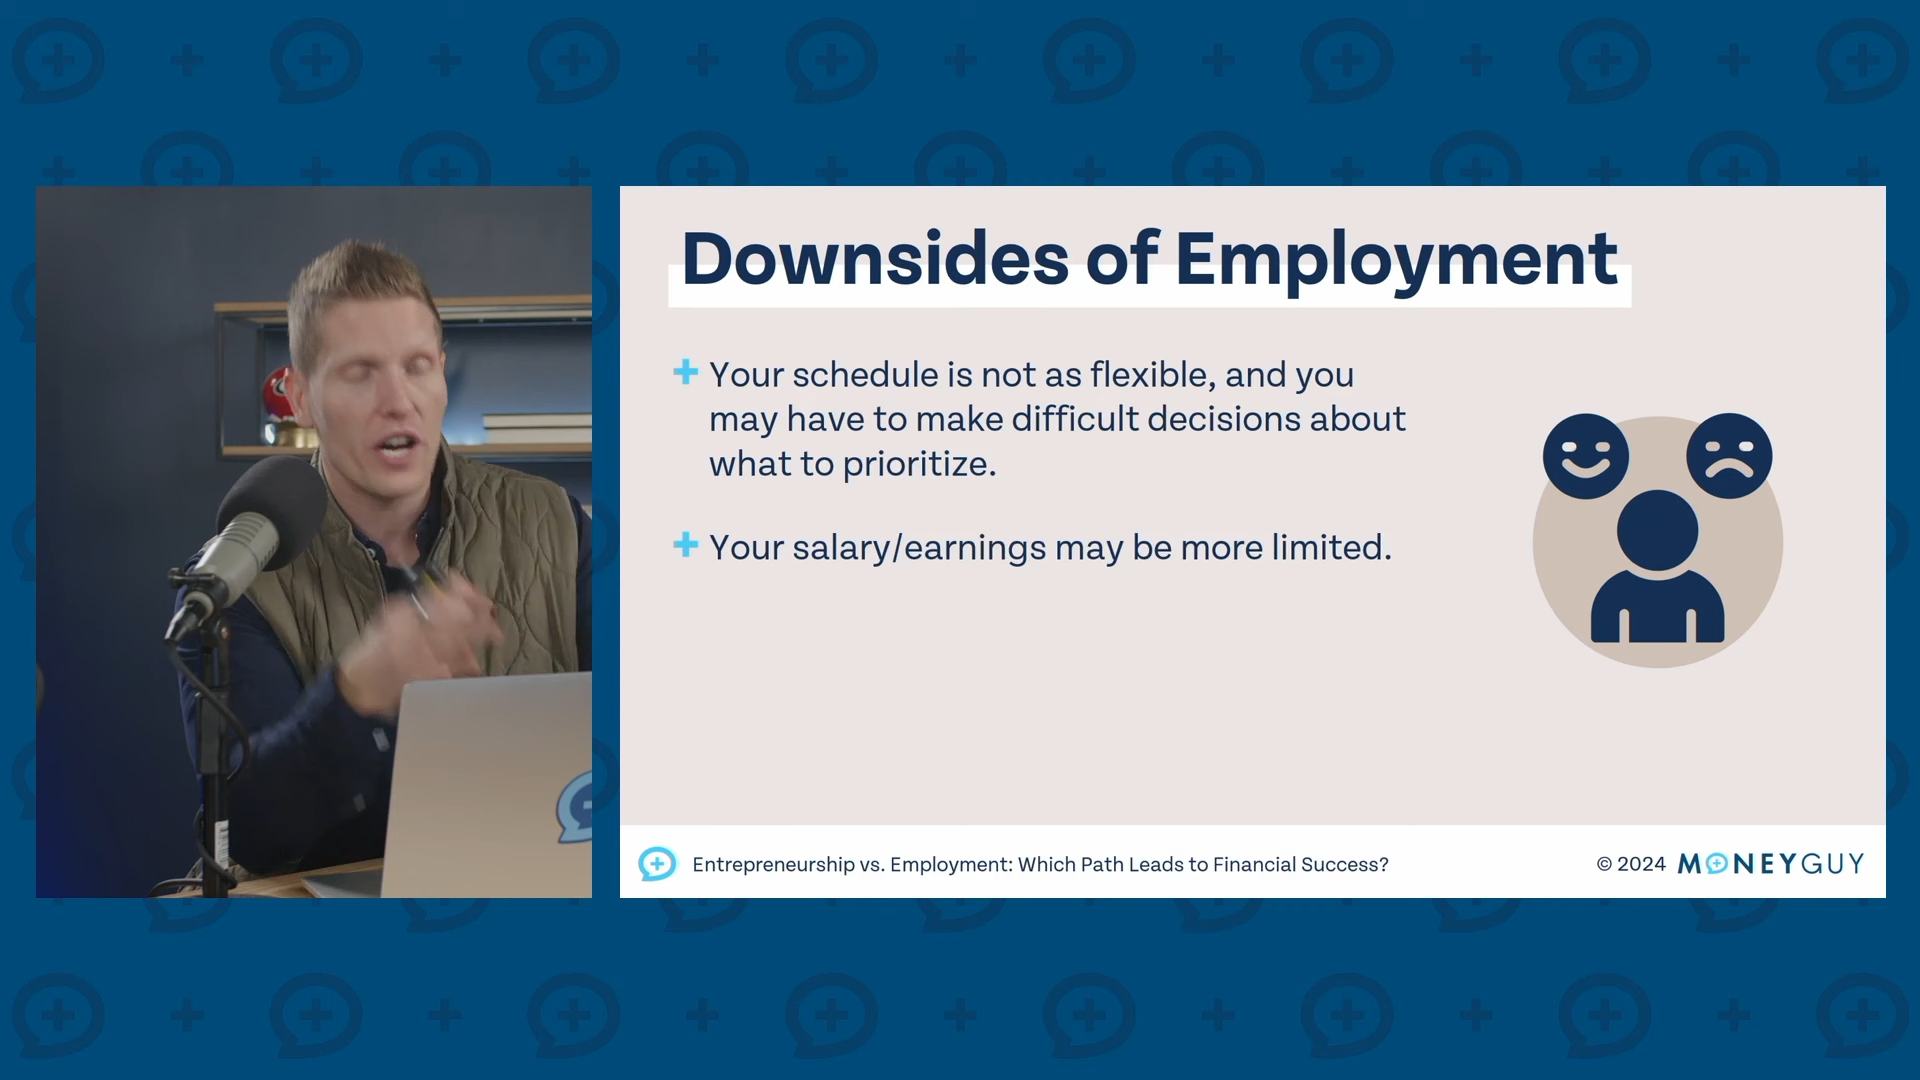 Downsides of Employment
+ Your schedule is not as flexible, and you
may have to make difficult decisions about
what to prioritize.
+ Your salary/earnings may be more limited.
Entrepreneurship vs. Employment: Which Path Leads to Financial Success?
© 2024 MONEYGUY